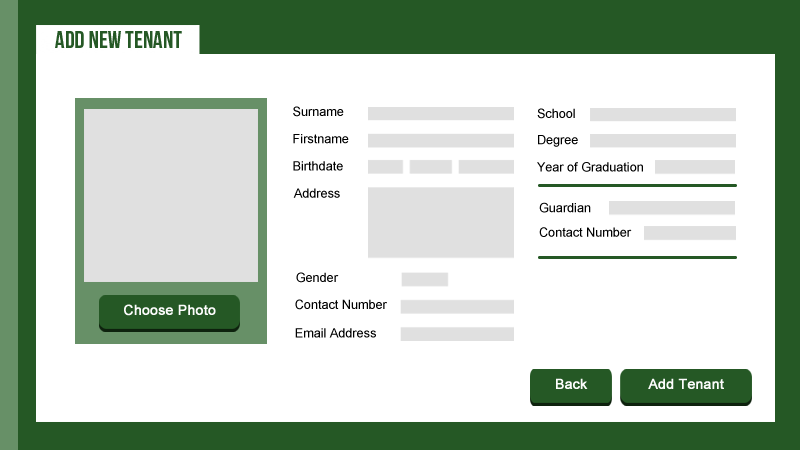 ADD NEW TENANT
Surname
Firstname
Birthdate
Address
Gender
Contact Number
Email Address
School
Degree
Year of Graduation
Guardian
Contact Number
Choose Photo
Back
Add Tenant